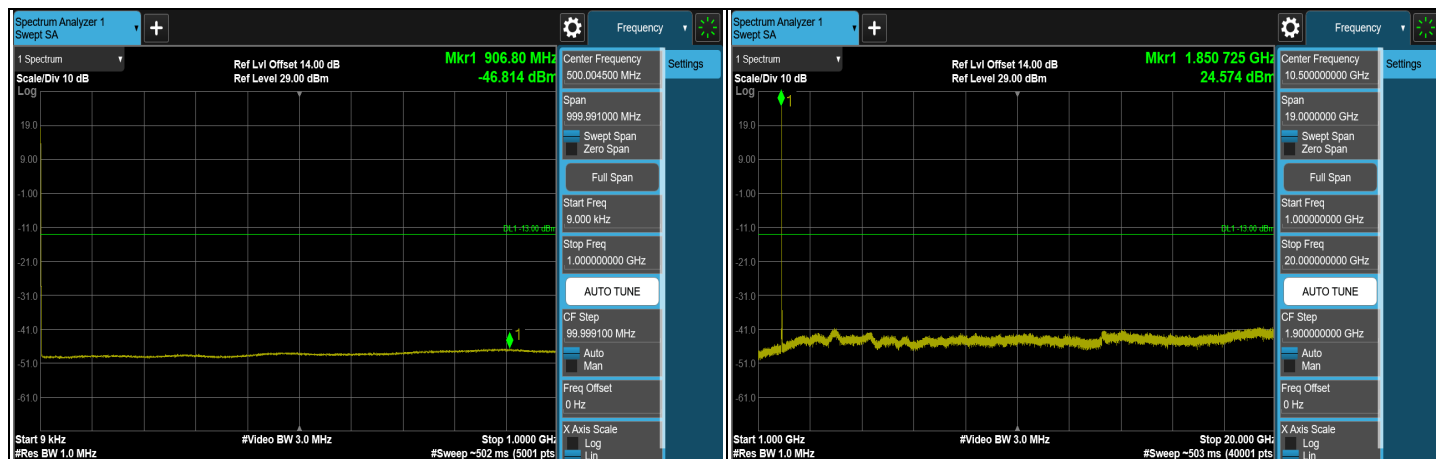 Spectrum Analyzer 1
Swept SA
+
Frequency
1 Spectrum
Scale/Div 10 dB
Ref Lvl Offset 14.00 dB
Ref Level 29.00 dBm
Mkr1 906.80 MHz
-46.814 dBm
Log
19.0
9.00
-1.00
-11.0
-21.0
-31.0
-41.0
-51.0
-61.0
DL1 -13.00 dBm
1
Start 9 kHz
#Res BW 1.0 MHz
#Video BW 3.0 MHz
Stop 1.0000 GHz
#Sweep ~502 ms (5001 pts
Center Frequency
500.004500 MHz
Span
999.991000 MHz
Swept Span
Zero Span
Full Span
Start Freq
9.000 kHz
Stop Freq
1.000000000 GHz
AUTO TUNE
CF Step
99.999100 MHz
Auto
Man
Freq Offset
0 Hz
X Axis Scale
Log
Lin
Settings
Spectrum Analyzer 1
Swept SA
+
Frequency
1 Spectrum
Scale/Div 10 dB
Ref Lvl Offset 14.00 dB
Ref Level 29.00 dBm
Mkr1 1.850 725 GHz
24.574 dBm
Log
1
19.0
9.00
-1.00
-11.0
-21.0
-31.0
-41.0
-51.0
-61.0
DL1 -13.00 dBm
Start 1.000 GHz
#Res BW 1.0 MHz
#Video BW 3.0 MHz
Stop 20.000 GHz
#Sweep ~503 ms (40001 pts
Center Frequency
10.50000000 GHz
Span
19.0000000 GHz
Swept Span
Zero Span
Full Span
Start Freq
1.000000000 GHz
Stop Freq
20.000000000 GHz
AUTO TUNE
CF Step
1.900000000 GHz
Auto
Man
Freq Offset
0 Hz
X Axis Scale
Log
Lin
Settings